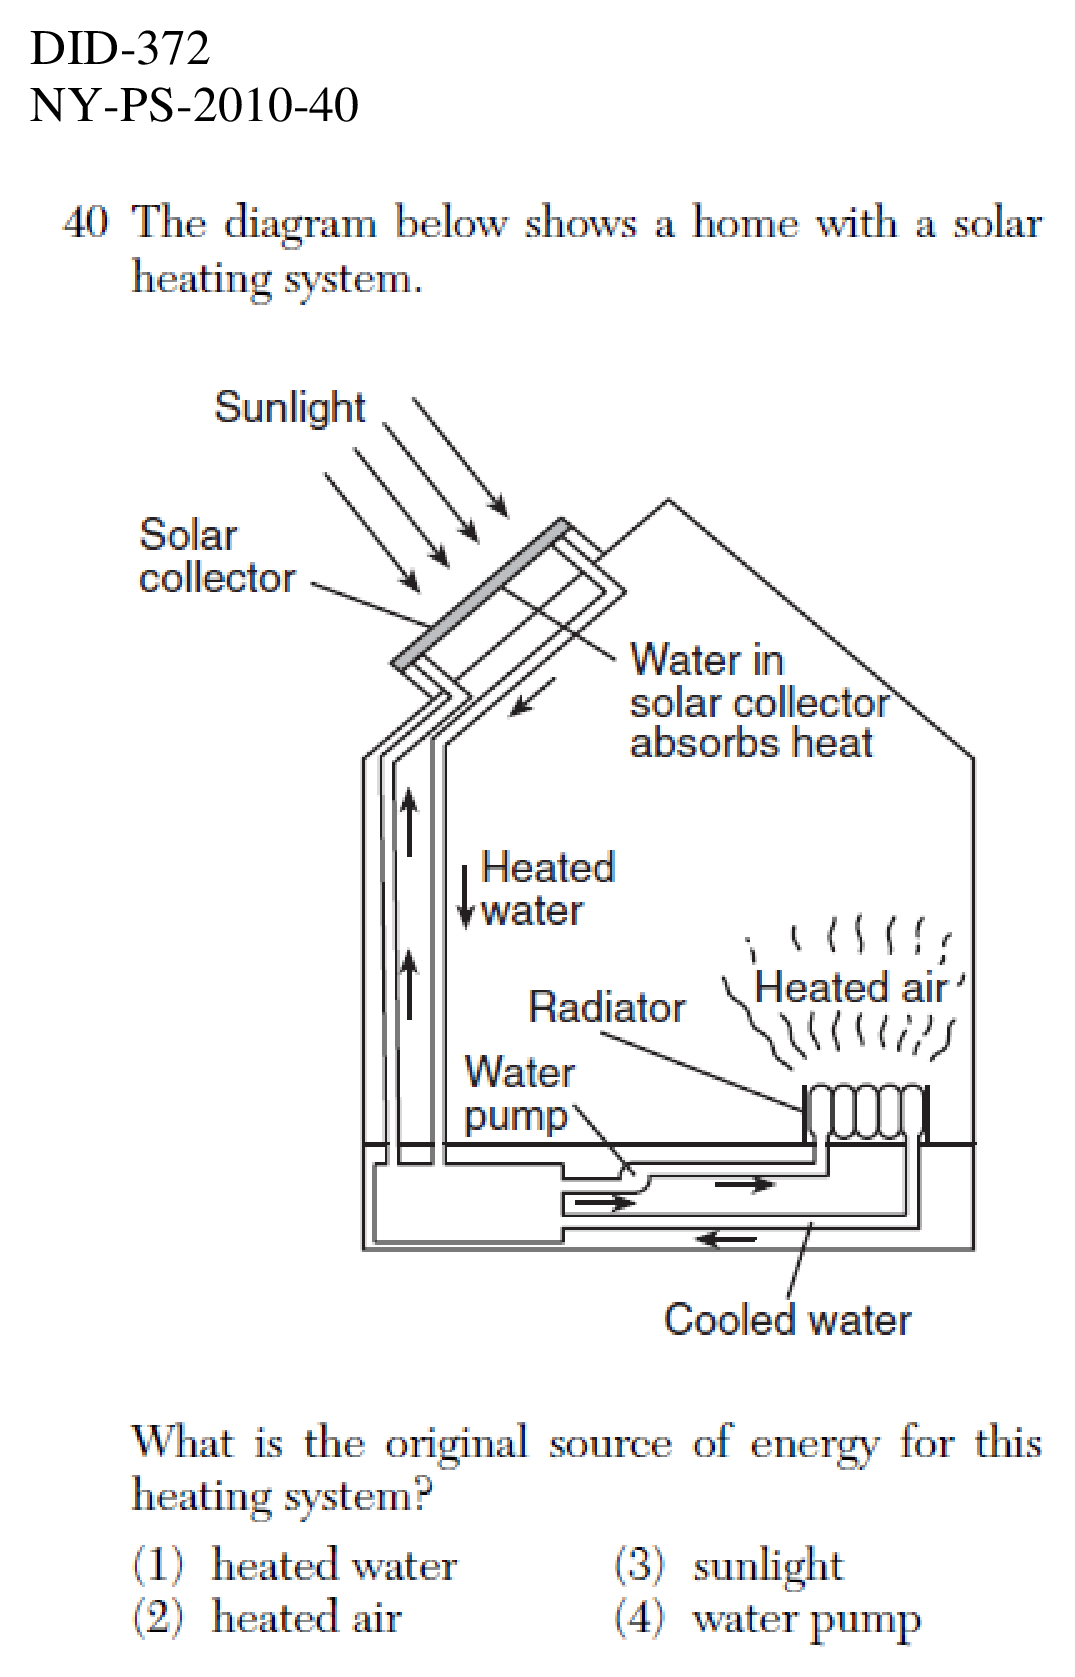 DID-372
NY-PS-2010-40
40 The diagram below shows a home with a solar
heating system.
Sunlight
Solar
collector
Water in
solar collector
absorbs heat
Heated
water
Heated air
Radiator
Water
pump
Cooled water
What is the original source of energy for this
heating system?
(1) heated water (3) sunlight
(2) heated air (4) water pump